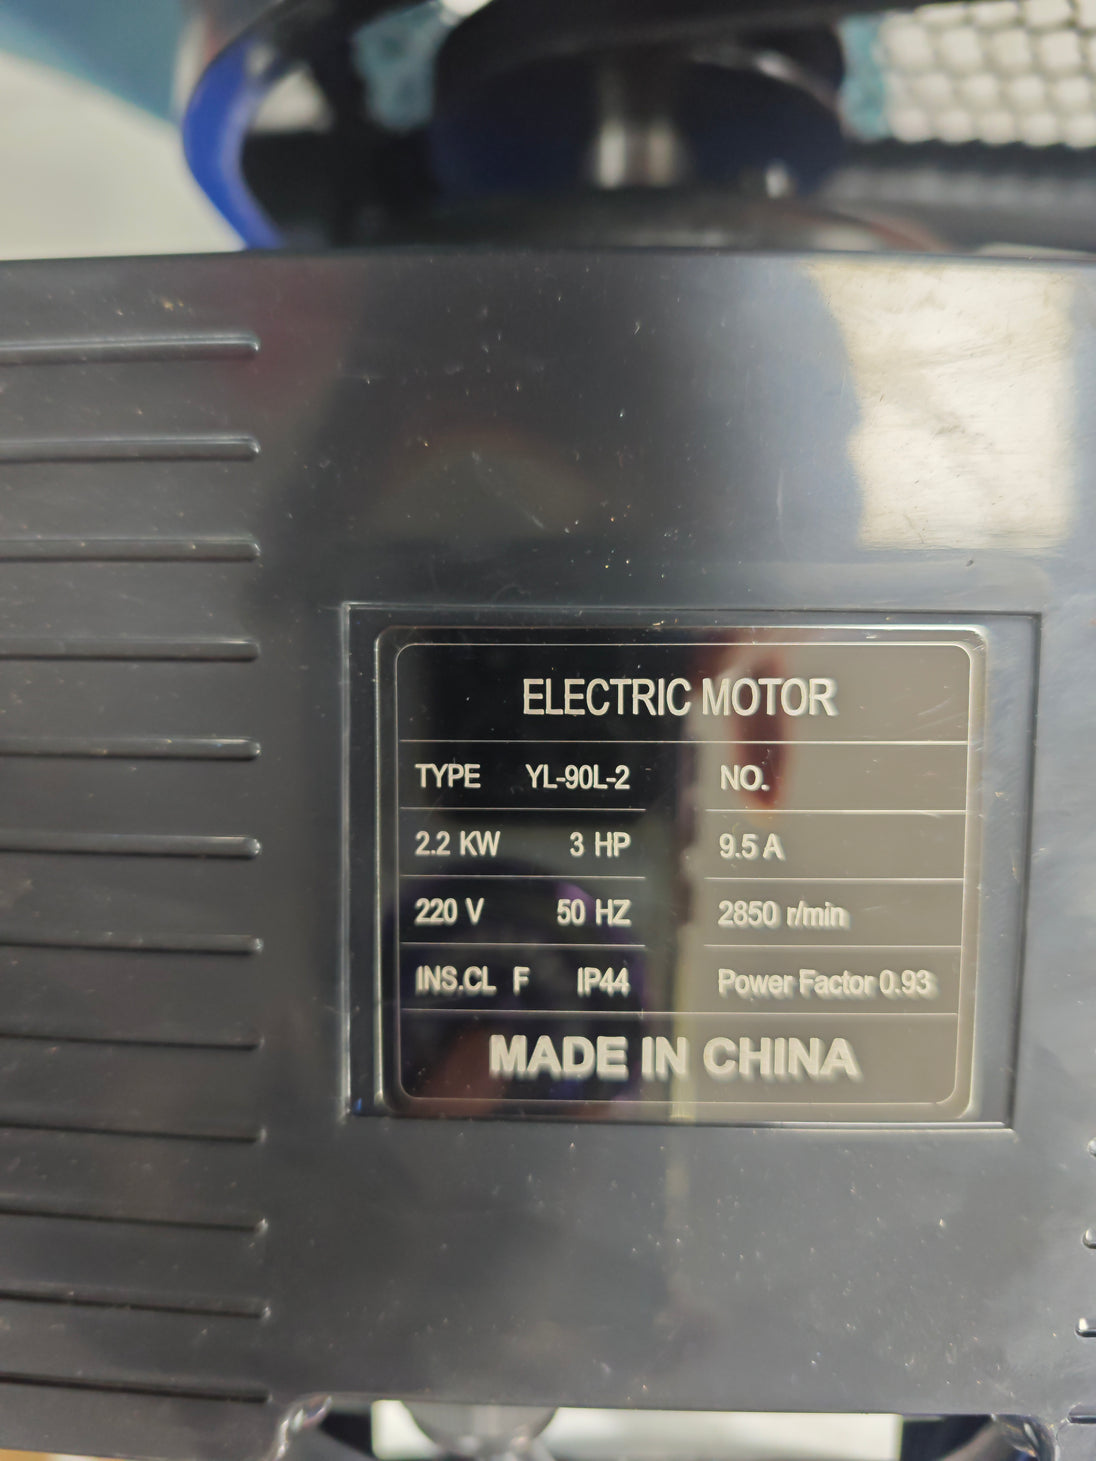 ELECTRIC MOTOR
TYPE YL-90L-2 NO.
2.2 KW 3 HP 9.5 A
220 V 50 HZ 2850 r/min
INS.CL F IP44 Power Factor 0.93
MADE IN CHINA